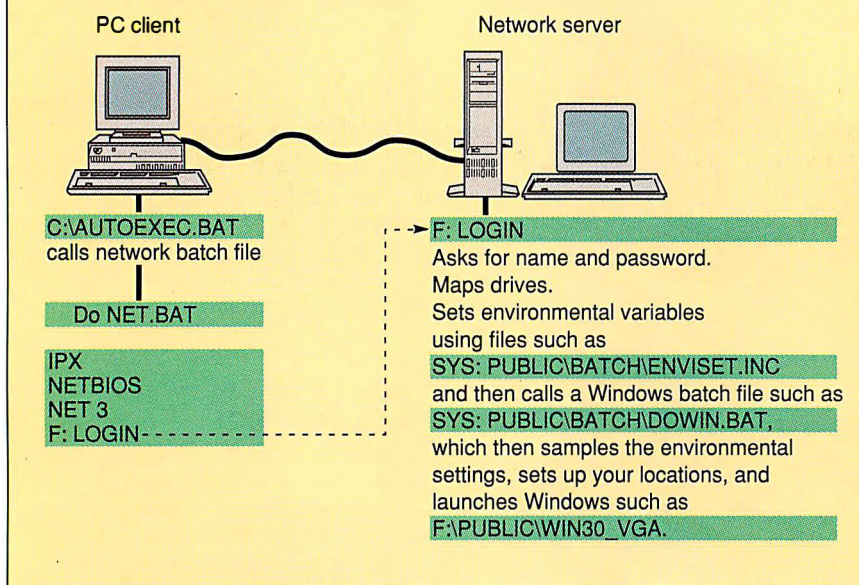 PC client
Network server
C:\AUTOEXEC.BAT
calls network batch file
Do NET.BAT
IPX
NETBIOS
NET 3
F: LOGIN
F: LOGIN
Asks for name and password.
Maps drives.
Sets environmental variables
using files such as
SYS: PUBLIC\BATCH\ENVISET.INC
and then calls a Windows batch file such as
SYS: PUBLIC\BATCH\DOWIN.BAT,
which then samples the environmental
settings, sets up your locations, and
launches Windows such as
F:\PUBLIC\WIN30_VGA.